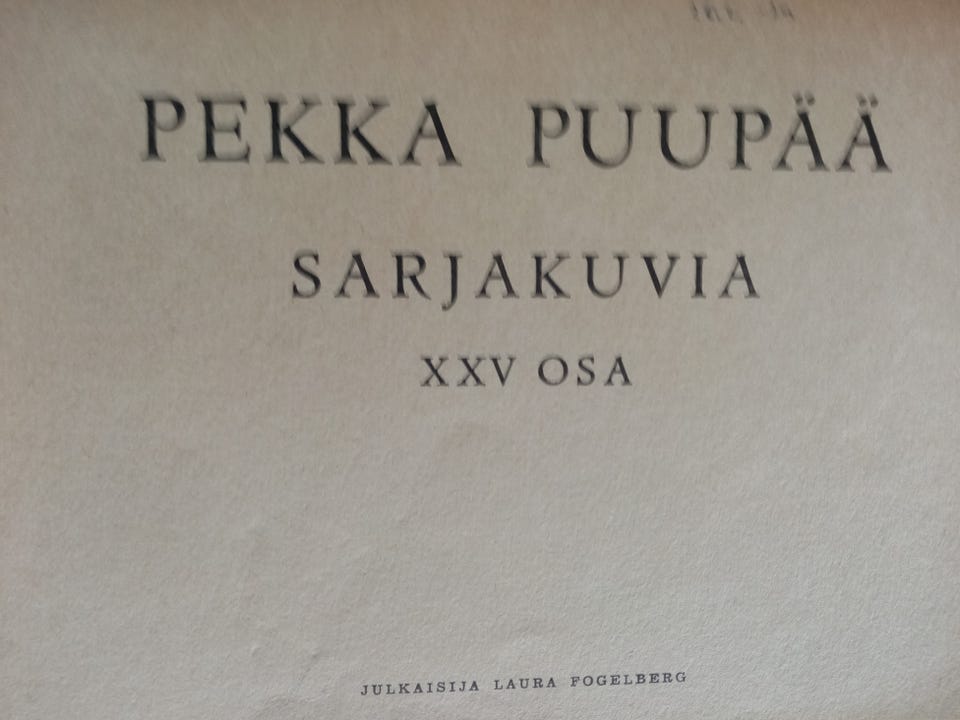 PEKKA PUUPÄÄ
SARJAKUVIA
XXV OSA
JULKAISIJA LAURA FOGELBERG